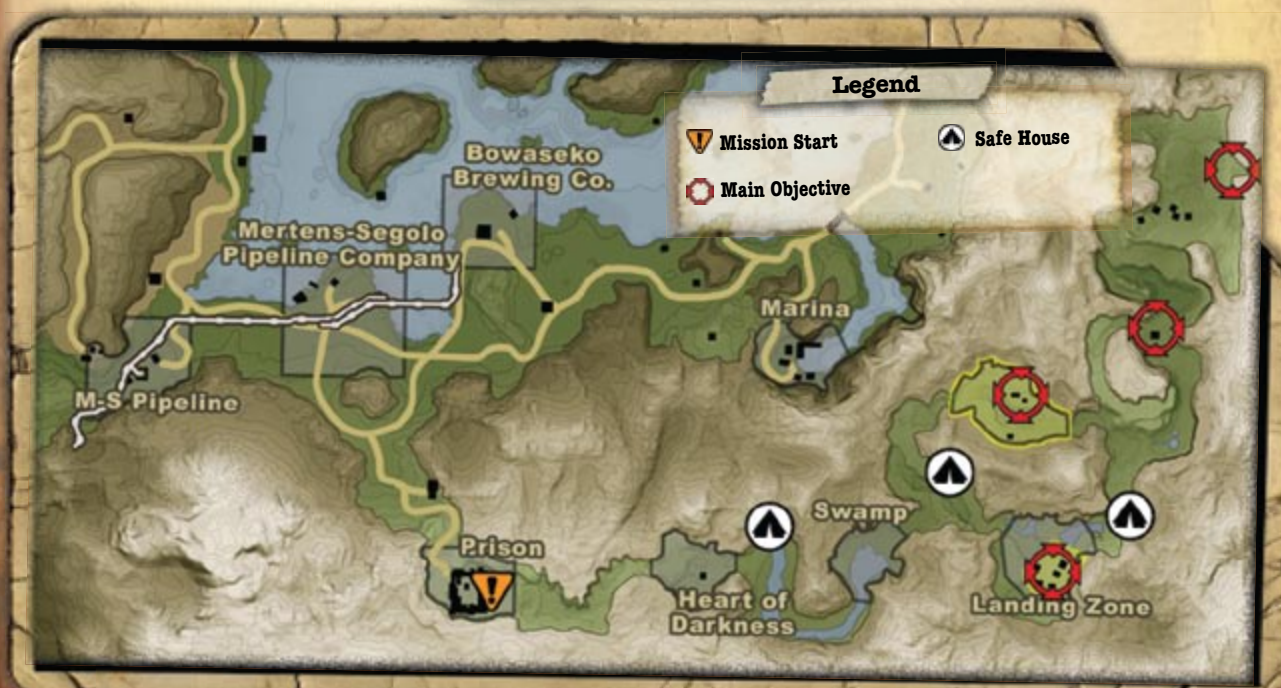 Legend
Mission Start
Safe House
Main Objective
Bowaseko
Brewing Co.
Mertens-Segolo
Pipeline Company
Marina
M-S Pipeline
Swamp
Prison
Heart of
Darkness
Landing Zone